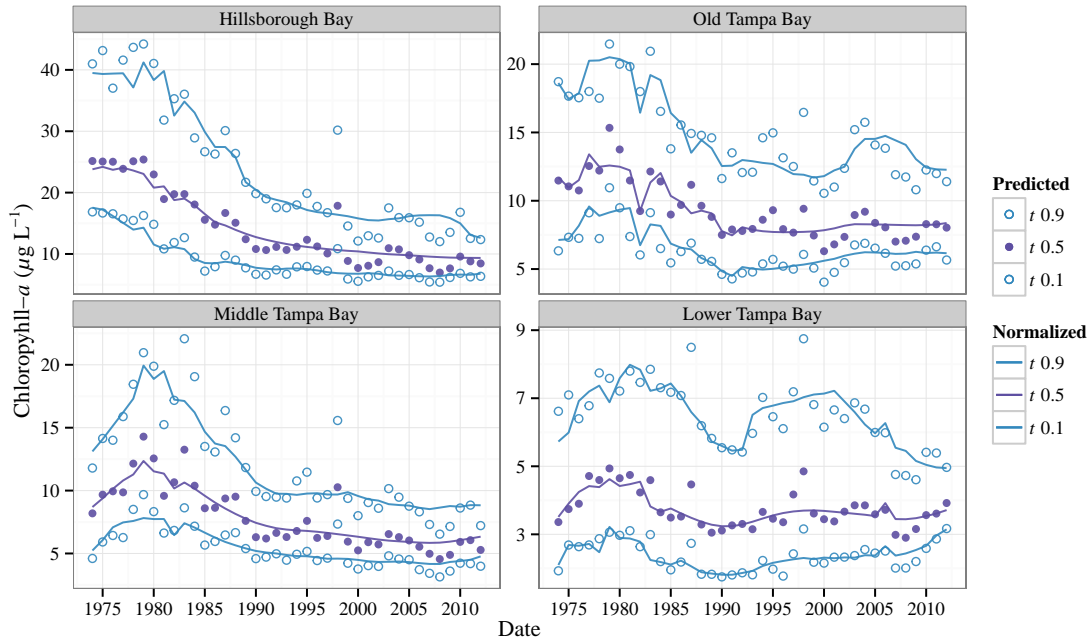 Hillsborough Bay
Old Tampa Bay
40
30
20
10
20
15
10
5
Middle Tampa Bay
Lower Tampa Bay
20
15
10
5
9
7
5
3
1975 1980 1985 1990 1995 2000 2005 2010
1975 1980 1985 1990 1995 2000 2005 2010
Date
Chloropyhll−a (μg L−1)
Predicted
t 0.9
t 0.5
t 0.1
Normalized
t 0.9
t 0.5
t 0.1